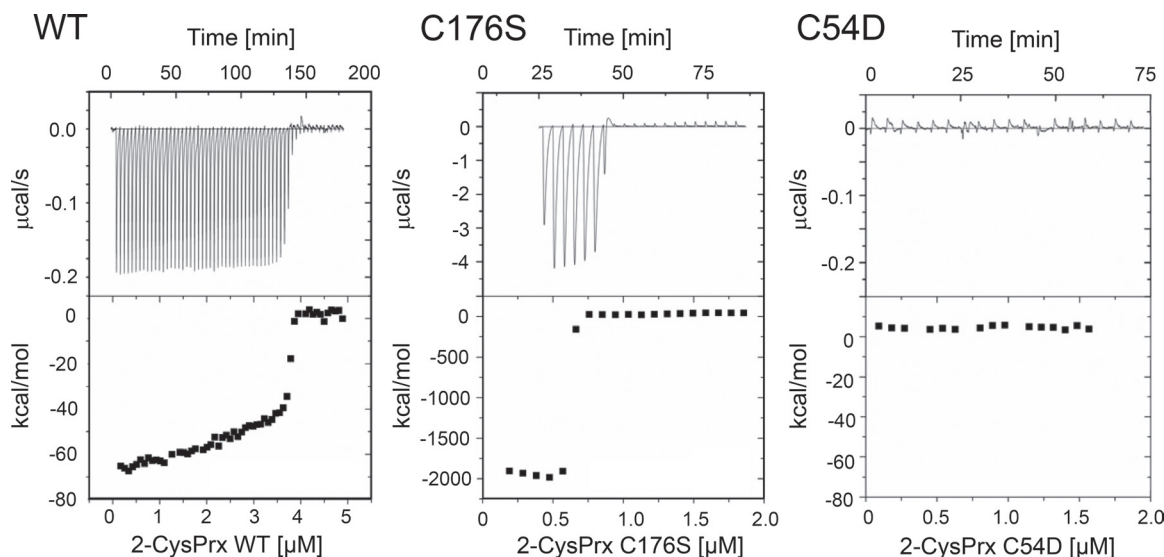 WT
Time [min]
0 50 100 150 200
μcal/s
0.0
-0.1
-0.2
kcal/mol
0
-20
-40
-60
-80
0 1 2 3 4 5
2-CysPrx WT [μM]
C176S
Time [min]
0 25 50 75
μcal/s
0
-1
-2
-3
-4
kcal/mol
0
-500
-1000
-1500
-2000
0 0.5 1.0 1.5 2.0
2-CysPrx C176S [μM]
C54D
Time [min]
0 25 50 75
μcal/s
0
-0.1
-0.2
kcal/mol
0
-20
-40
-60
-80
0 0.5 1.0 1.5 2.0
2-CysPrx C54D [μM]